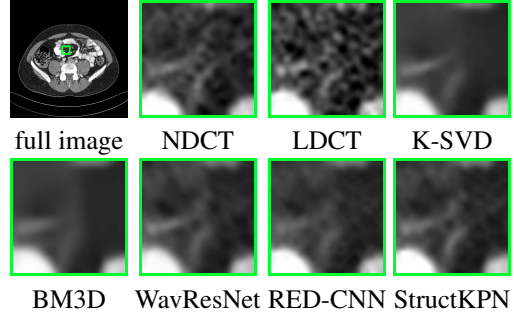 full image NDCT LDCT K-SVD
BM3D WavResNet RED-CNN StructKPN